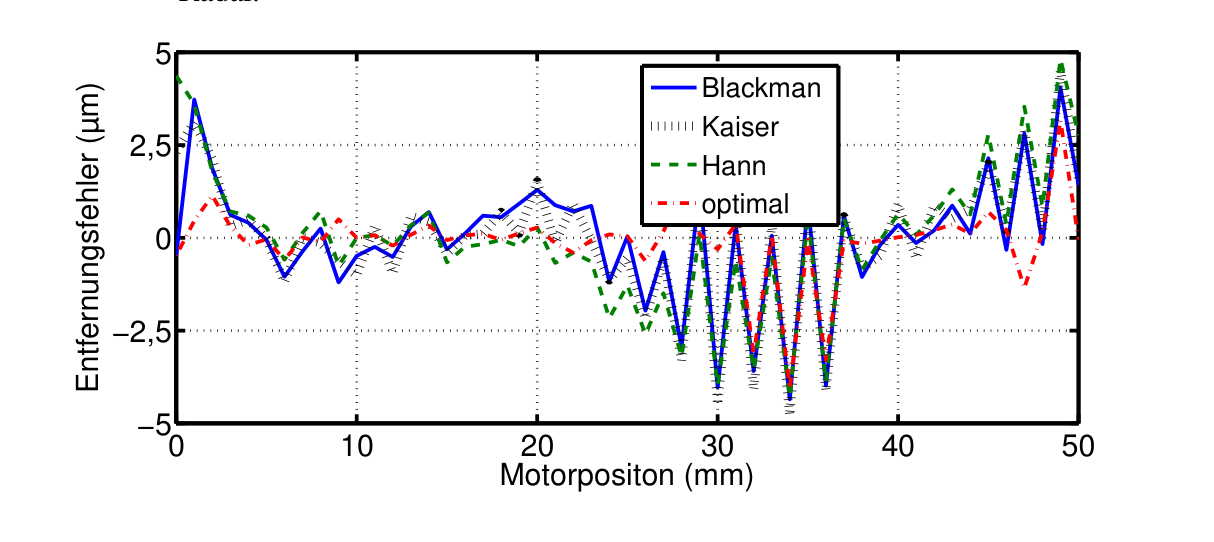 5
2,5
0
−2,5
−5
Entfernungsfehler (µm)
Blackman
Kaiser
Hann
optimal
0 10 20 30 40 50
Motorpositon (mm)